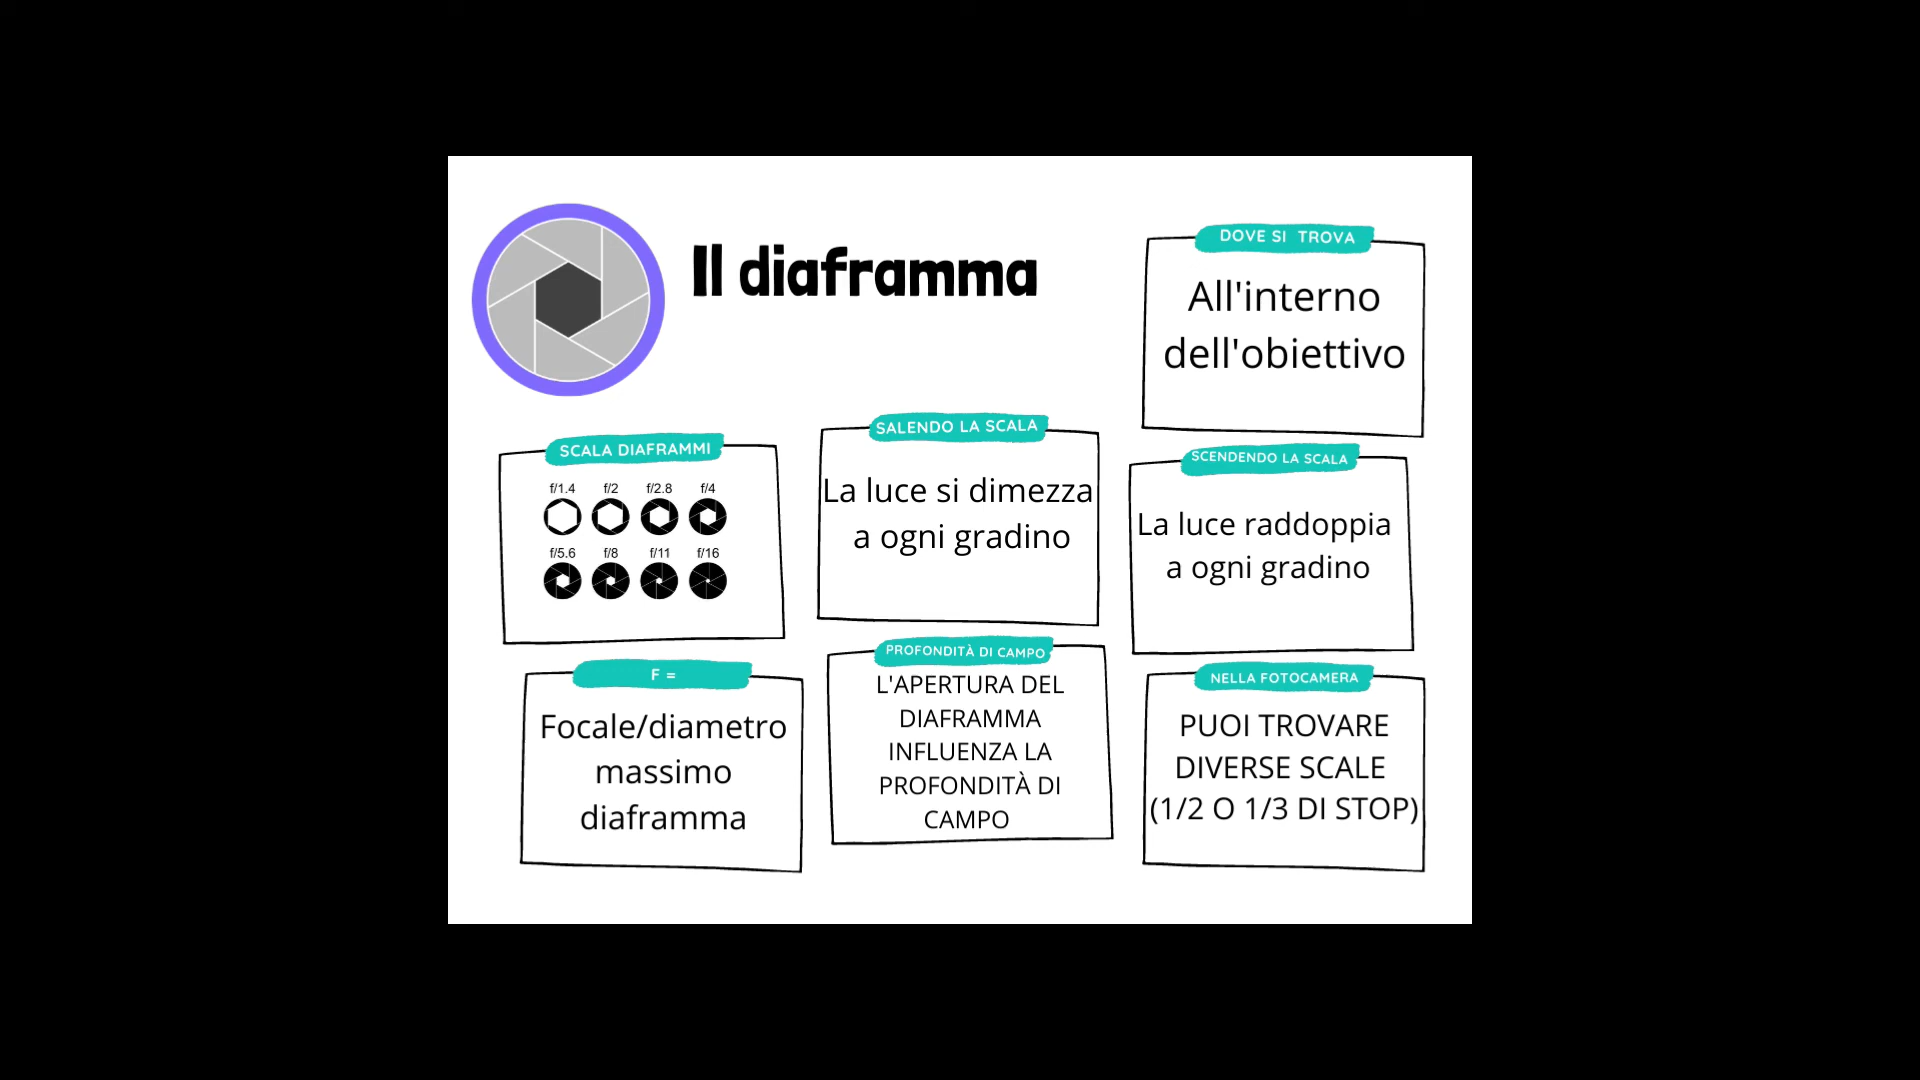 Il diaframma
DOVE SI TROVA
All'interno
dell'obiettivo
SCALA DIAFRAMMI
f/1.4 f/2 f/2.8 f/4
f/5.6 f/8 f/11 f/16
SALENDO LA SCALA
La luce si dimezza
a ogni gradino
SCENDENDO LA SCALA
La luce raddoppia
a ogni gradino
F =
Focale/diametro
massimo
diaframma
PROFONDITÀ DI CAMPO
L'APERTURA DEL
DIAFRAMMA
INFLUENZA LA
PROFONDITÀ DI
CAMPO
NELLA FOTOCAMERA
PUOI TROVARE
DIVERSE SCALE
(1/2 O 1/3 DI STOP)